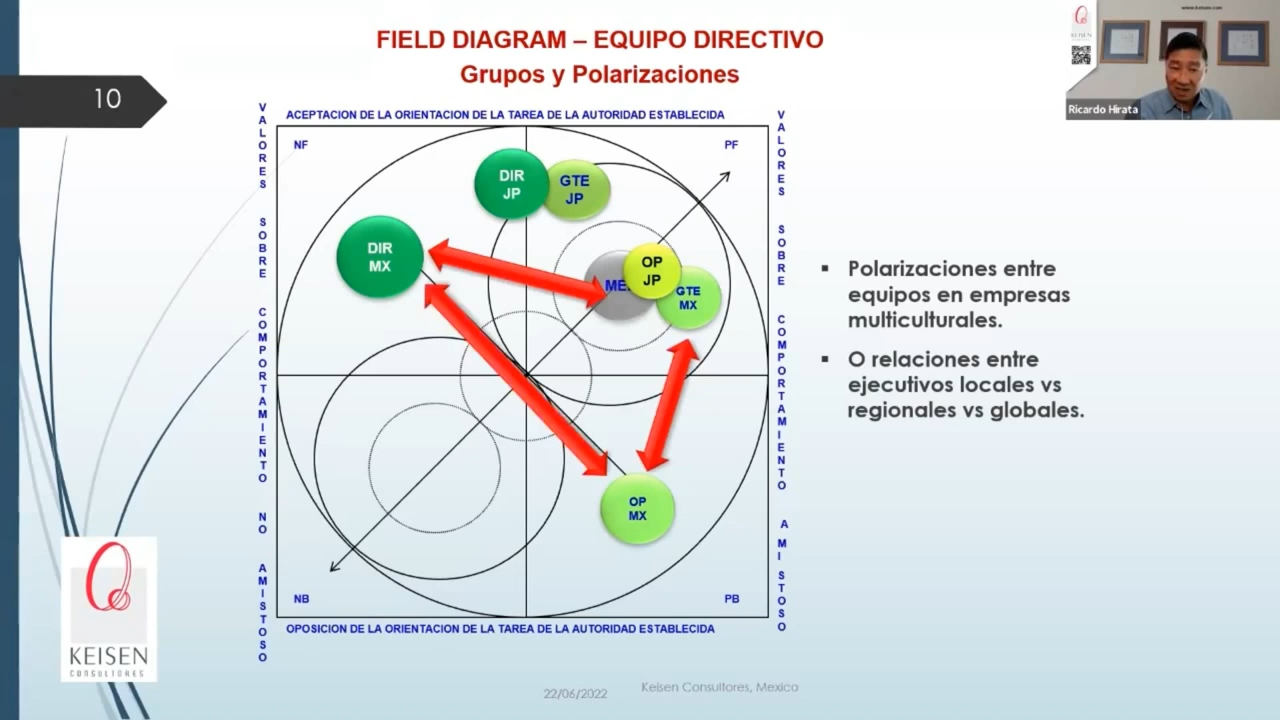 FIELD DIAGRAM – EQUIPO DIRECTIVO
Grupos y Polarizaciones
www.keisen.com
KEISEN
Ricardo Hirata
10
ACEPTACION DE LA ORIENTACION DE LA TAREA DE LA AUTORIDAD ESTABLECIDA
VALORES SOBRE COMPORTAMIENTO NO AMISTOSO
VALORES SOBRE COMPORTAMIENTO AMISTOSO
NF
PF
DIR
JP
GTE
JP
DIR
MX
ME
OP
JP
GTE
MX
OP
MX
NB
PB
OPOSICION DE LA ORIENTACION DE LA TAREA DE LA AUTORIDAD ESTABLECIDA
Polarizaciones entre
equipos en empresas
multiculturales.
O relaciones entre
ejecutivos locales vs
regionales vs globales.
KEISEN
CONSULTORES
22/06/2022
Keisen Consultores, Mexico